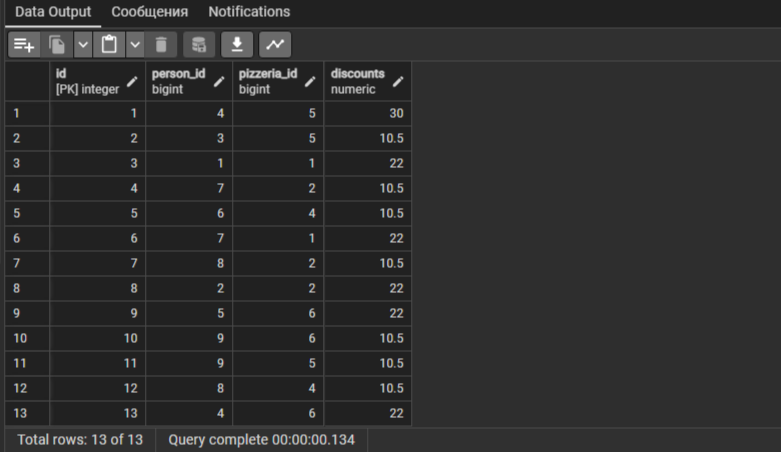 Data Output Сообщения Notifications
id person_id pizzeria_id discounts
[PK] integer bigint bigint numeric
1 1 4 5 30
2 2 3 5 10.5
3 3 1 1 22
4 4 7 2 10.5
5 5 6 4 10.5
6 6 7 1 22
7 7 8 2 10.5
8 8 2 2 22
9 9 5 6 22
10 10 9 6 10.5
11 11 9 5 10.5
12 12 8 4 10.5
13 13 4 6 22
Total rows: 13 of 13 Query complete 00:00:00.134